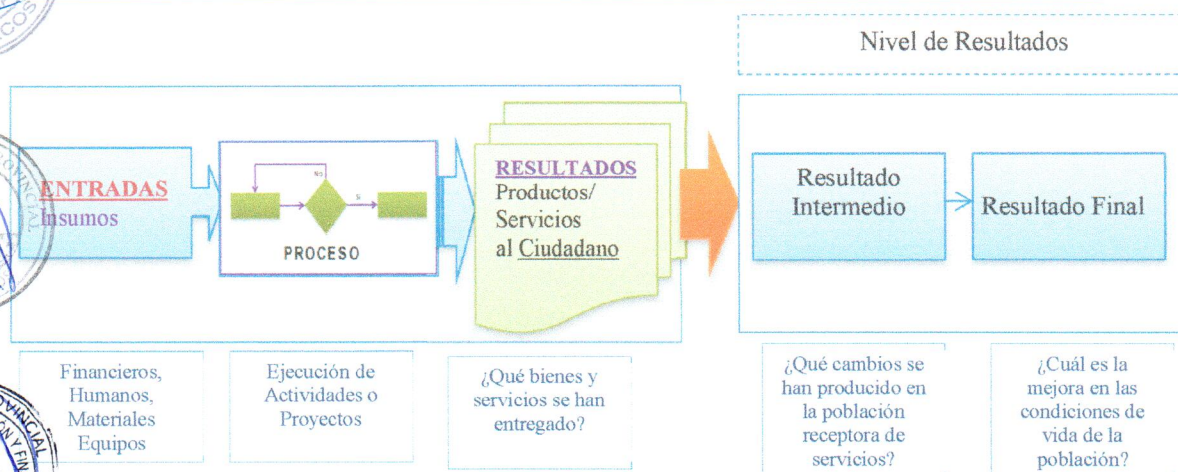 COS
Nivel de Resultados
PROVINCIAL
ENTRADAS
Insumos
No
Si
PROCESO
RESULTADOS
Productos/
Servicios
al Ciudadano
Resultado
Intermedio
Resultado Final
Financieros,
Humanos,
Materiales
Equipos
Ejecución de
Actividades o
Proyectos
¿Qué bienes y
servicios se han
entregado?
¿Qué cambios se
han producido en
la población
receptora de
servicios?
¿Cuál es la
mejora en las
condiciones de
vida de la
población?